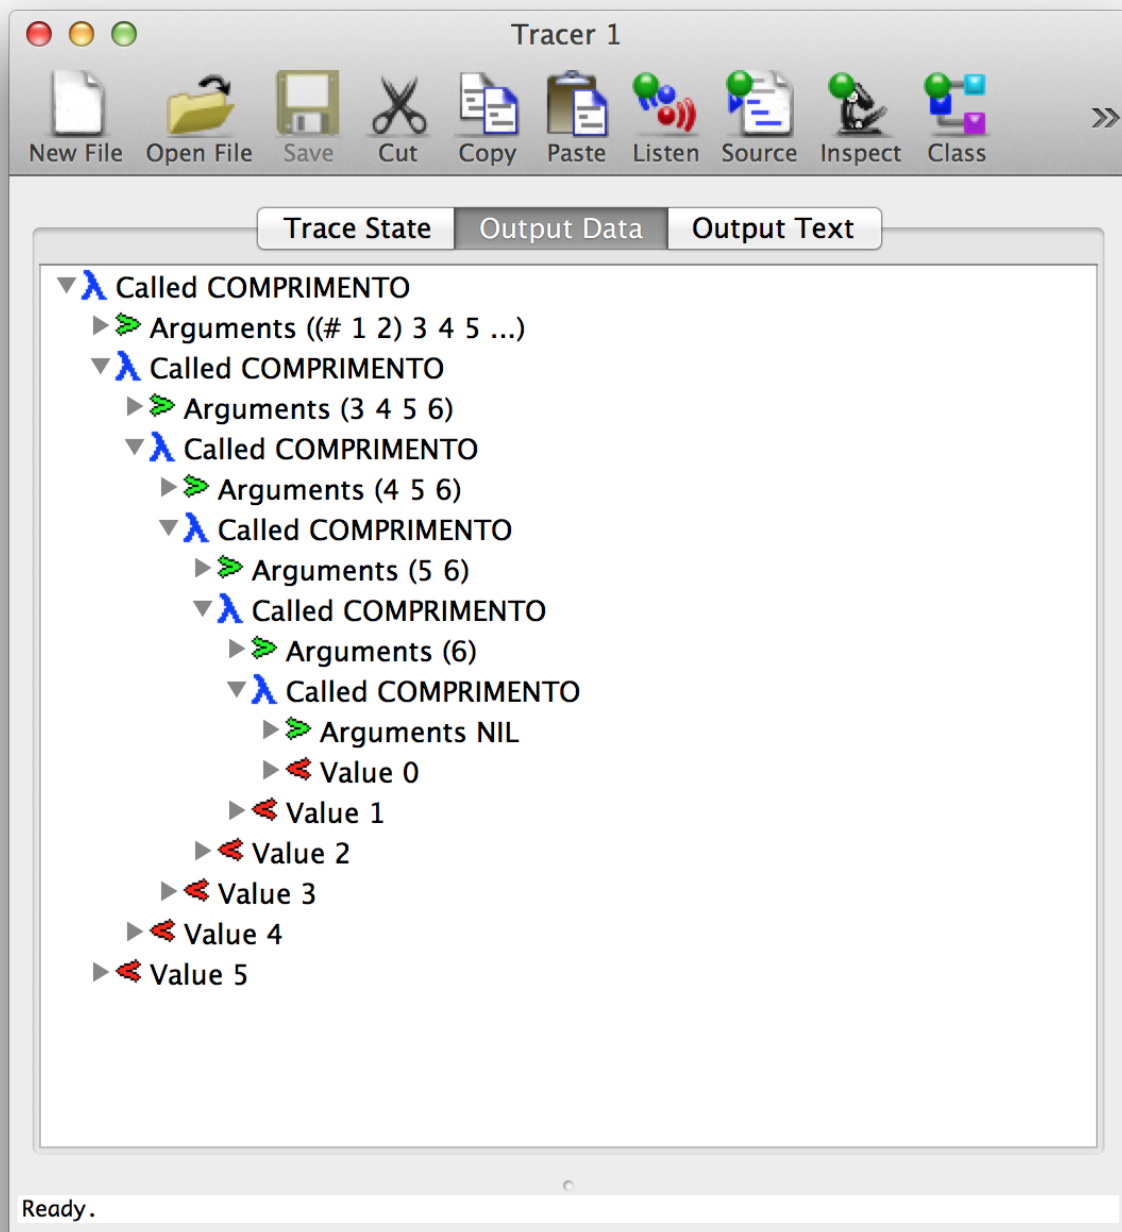 Tracer 1
New File Open File Save Cut Copy Paste Listen Source Inspect Class
Trace State Output Data Output Text
Called COMPRIMENTO
Arguments ((# 1 2) 3 4 5 ...)
Called COMPRIMENTO
Arguments (3 4 5 6)
Called COMPRIMENTO
Arguments (4 5 6)
Called COMPRIMENTO
Arguments (5 6)
Called COMPRIMENTO
Arguments (6)
Called COMPRIMENTO
Arguments NIL
Value 0
Value 1
Value 2
Value 3
Value 4
Value 5
Ready.